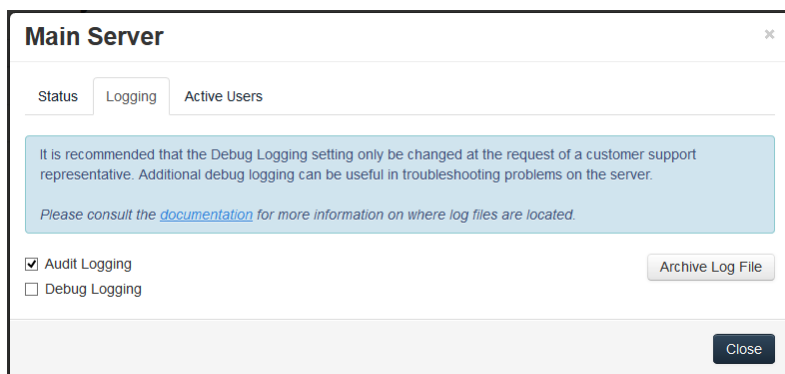 Main Server
×
Status Logging Active Users
It is recommended that the Debug Logging setting only be changed at the request of a customer support
representative. Additional debug logging can be useful in troubleshooting problems on the server.
Please consult the documentation for more information on where log files are located.
Audit Logging
Archive Log File
Debug Logging
Close